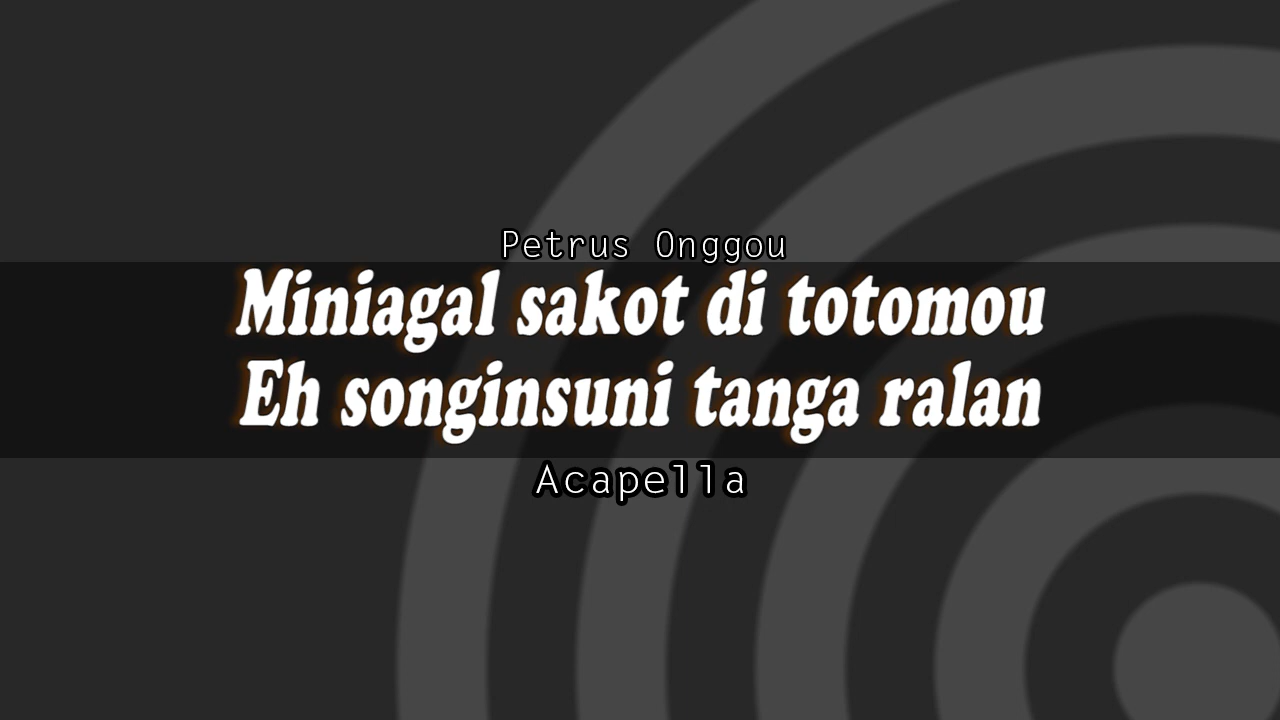 Petrus Onggou
Miniagal sakot di totomou
Eh songinsuni tanga ralan
Acapella